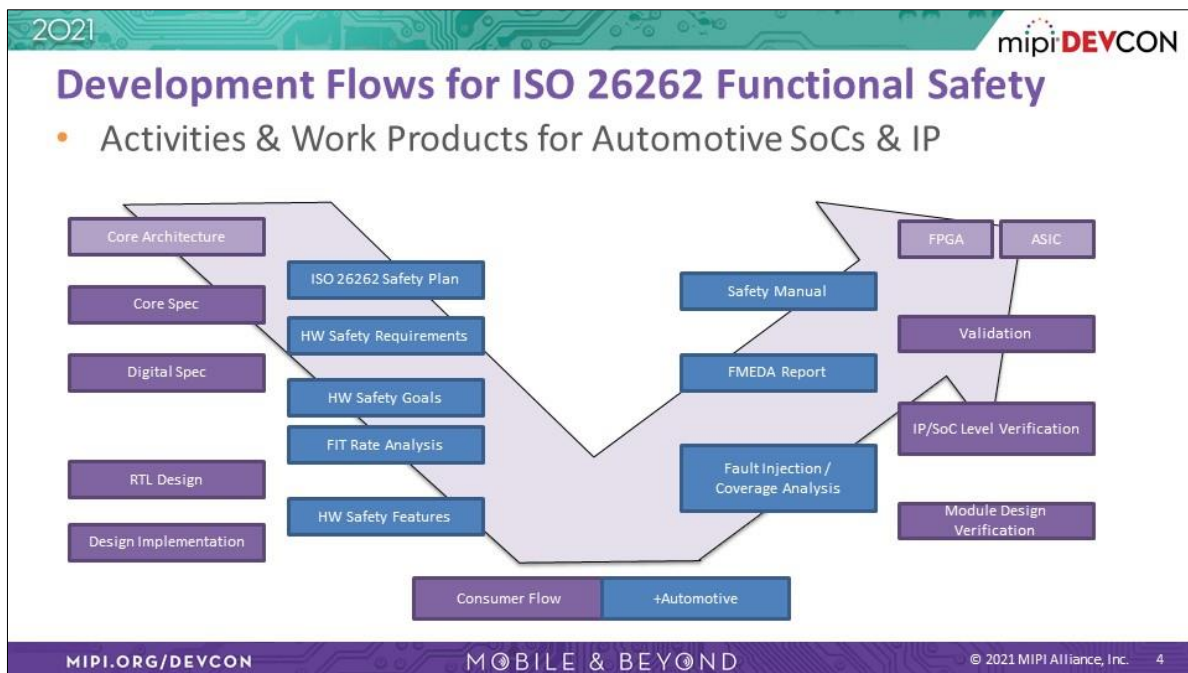 2021
mipi DEVCON
Development Flows for ISO 26262 Functional Safety
• Activities & Work Products for Automotive SoCs & IP
Core Architecture
Core Spec
Digital Spec
RTL Design
Design Implementation
ISO 26262 Safety Plan
HW Safety Requirements
HW Safety Goals
FIT Rate Analysis
HW Safety Features
Safety Manual
FMEDA Report
Fault Injection /
Coverage Analysis
FPGA
ASIC
Validation
IP/SoC Level Verification
Module Design
Verification
Consumer Flow
+Automotive
MIPI.ORG/DEVCON
MOBILE & BEYOND
© 2021 MIPI Alliance, Inc.
4